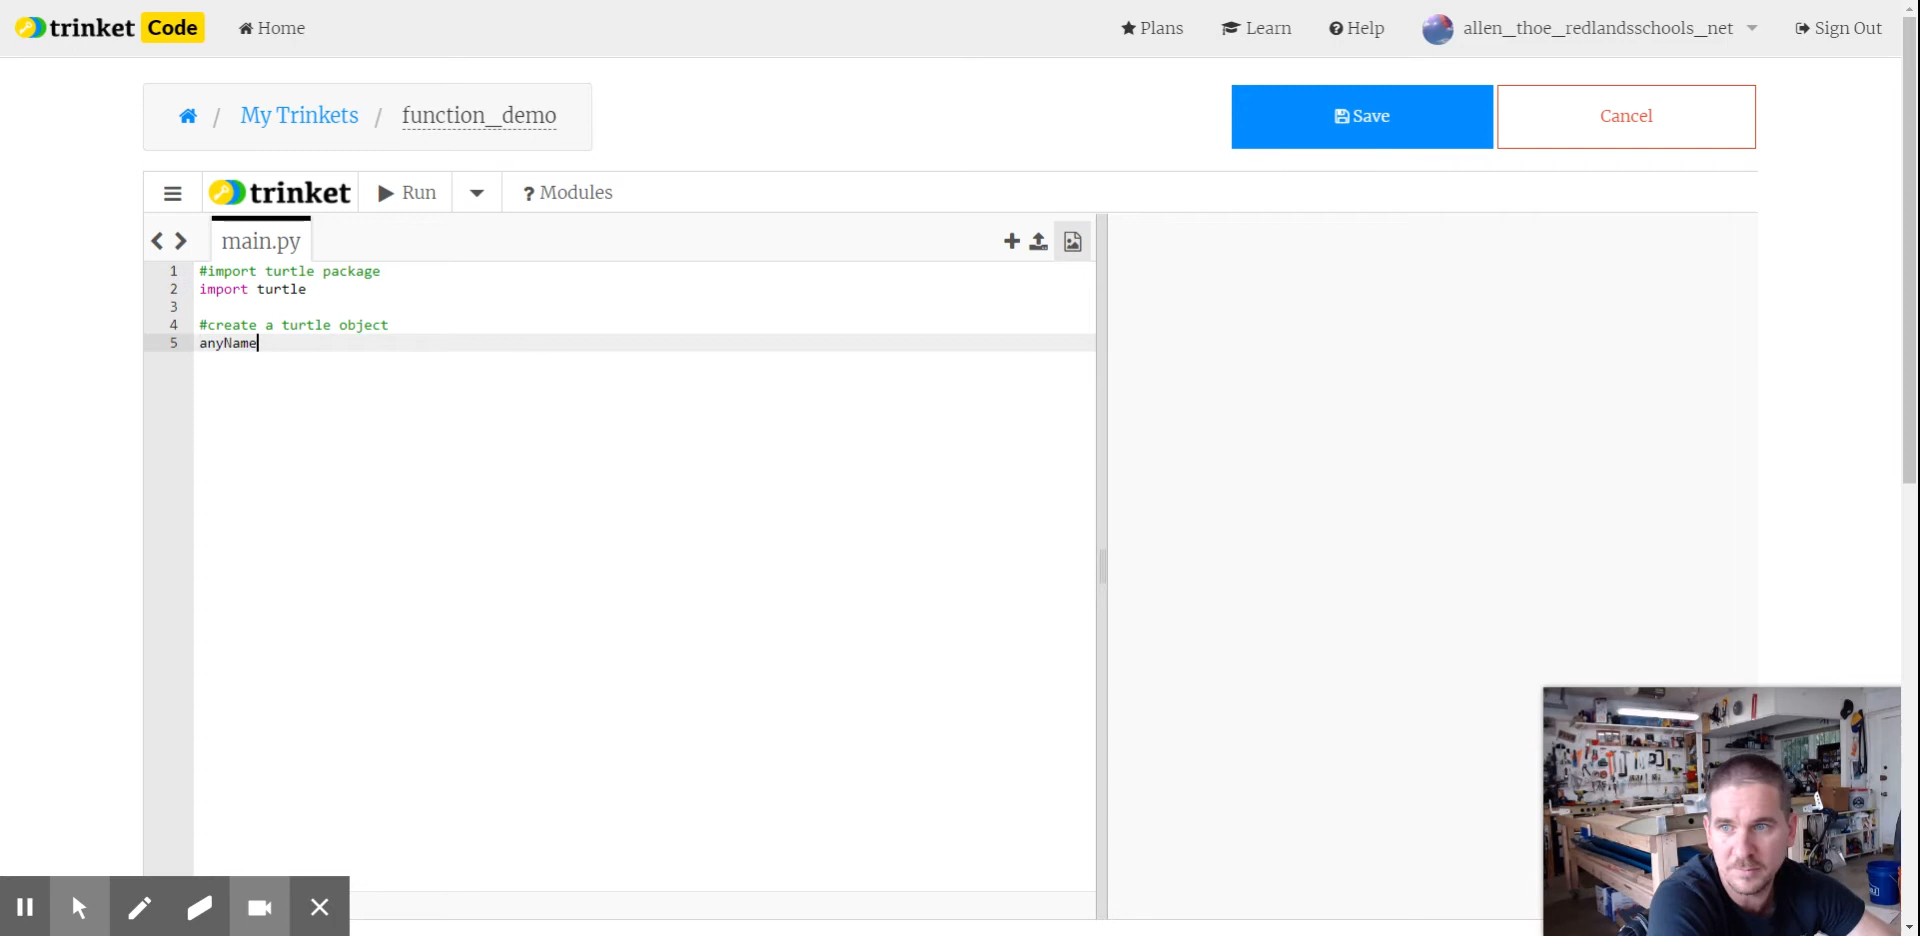 trinket Code Home Plans Learn Help allen_thoe_redlandsschools_net Sign Out
/ My Trinkets / function_demo Save Cancel
trinket Run ? Modules
main.py
1 #import turtle package
2 import turtle
3
4 #create a turtle object
5 anyName